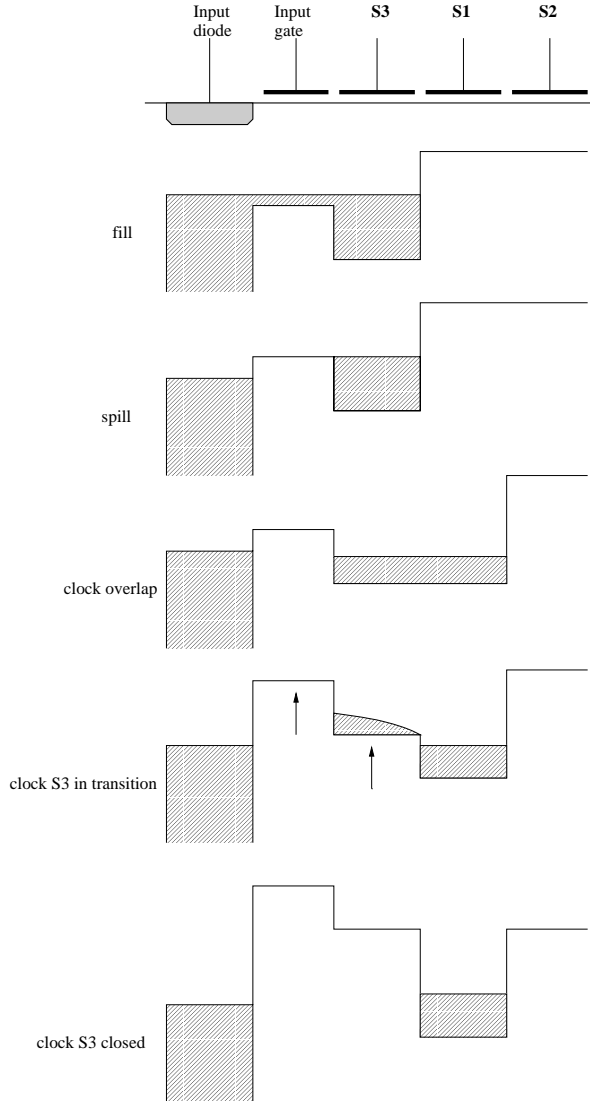 Input
diode
Input
gate
S3
S1
S2
fill
spill
clock overlap
clock S3 in transition
clock S3 closed